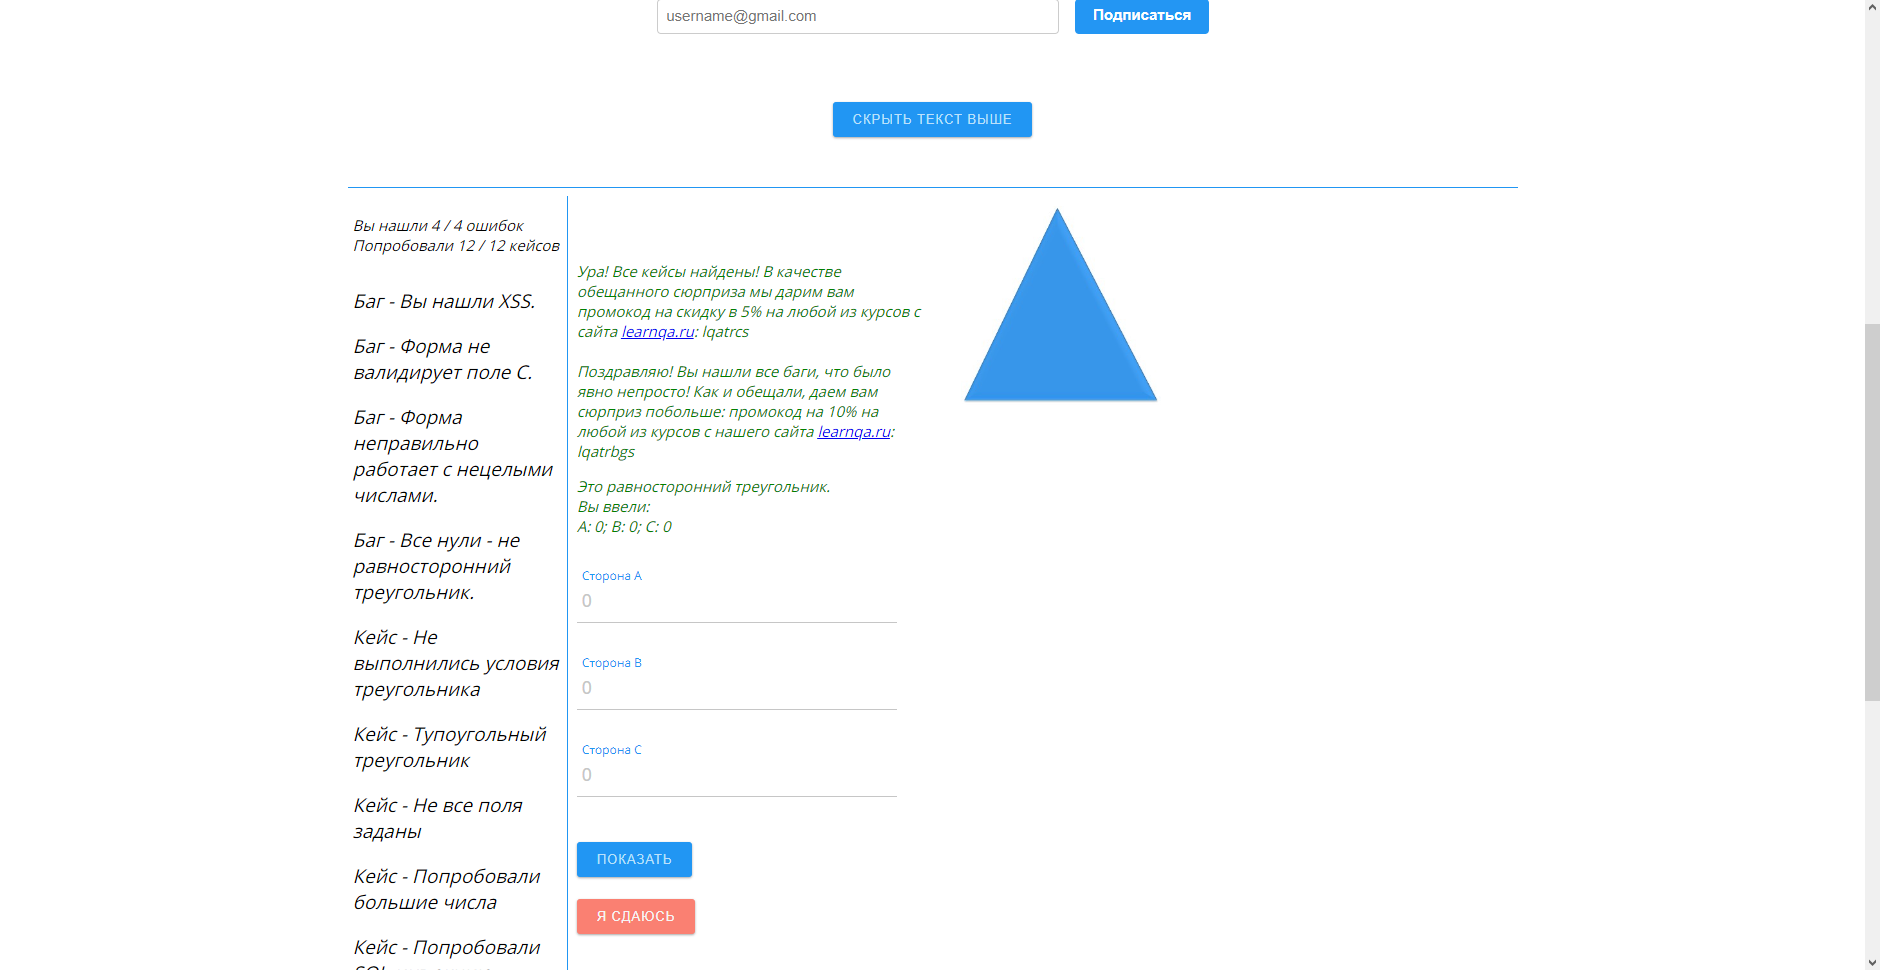 username@gmail.com
Подписаться
СКРЫТЬ ТЕКСТ ВЫШЕ
Вы нашли 4 / 4 ошибок
Попробовали 12 / 12 кейсов
Баг - Вы нашли XSS.
Баг - Форма не
валидирует поле С.
Баг - Форма
неправильно
работает с нецелыми
числами.
Баг - Все нули - не
равносторонний
треугольник.
Кейс - Не
выполнились условия
треугольника
Кейс - Тупоугольный
треугольник
Кейс - Не все поля
заданы
Кейс - Попробовали
большие числа
Кейс - Попробовали
Ура! Все кейсы найдены! В качестве
обещанного сюрприза мы дарим вам
промокод на скидку в 5% на любой из курсов с
сайта learnqa.ru: lqatrcs
Поздравляю! Вы нашли все баги, что было
явно непросто! Как и обещали, даем вам
сюрприз побольше: промокод на 10% на
любой из курсов с нашего сайта learnqa.ru:
lqatrbgs
Это равносторонний треугольник.
Вы ввели:
A: 0; B: 0; C: 0
Сторона A
0
Сторона B
0
Сторона C
0
ПОКАЗАТЬ
Я СДАЮСЬ